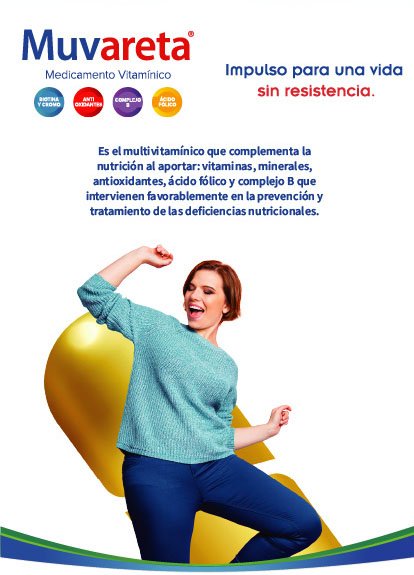 Muvareta®
Medicamento Vitamínico
BIOTINA
Y CROMO
ANTI
OXIDANTES
COMPLEJO
B
ÁCIDO
FÓLICO
Impulso para una vida
sin resistencia.
Es el multivitamínico que complementa la
nutrición al aportar: vitaminas, minerales,
antioxidantes, ácido fólico y complejo B que
intervienen favorablemente en la prevención y
tratamiento de las deficiencias nutricionales.